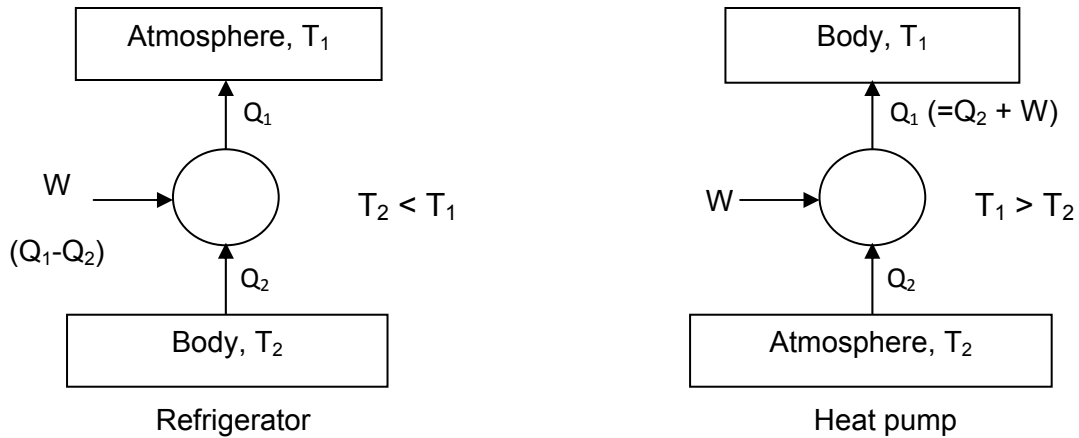 Atmosphere, T₁
Q₁
W
(Q₁-Q₂)
T₂ < T₁
Q₂
Body, T₂
Refrigerator
Body, T₁
Q₁ (=Q₂ + W)
W
T₁ > T₂
Q₂
Atmosphere, T₂
Heat pump